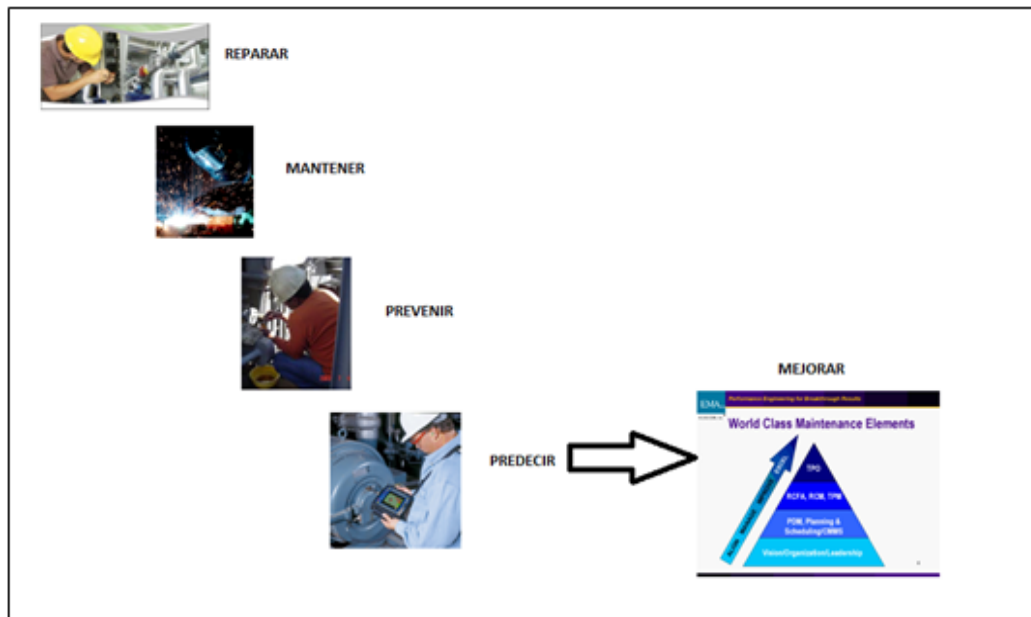 REPARAR
MANTENER
PREVENIR
PREDECIR
MEJORAR
EMA
Performance Engineering for Breakthrough Results
World Class Maintenance Elements
TPO
RCFA, RCM, TPM
PDM, Planning &
Scheduling/CMMS
Vision/Organization/Leadership